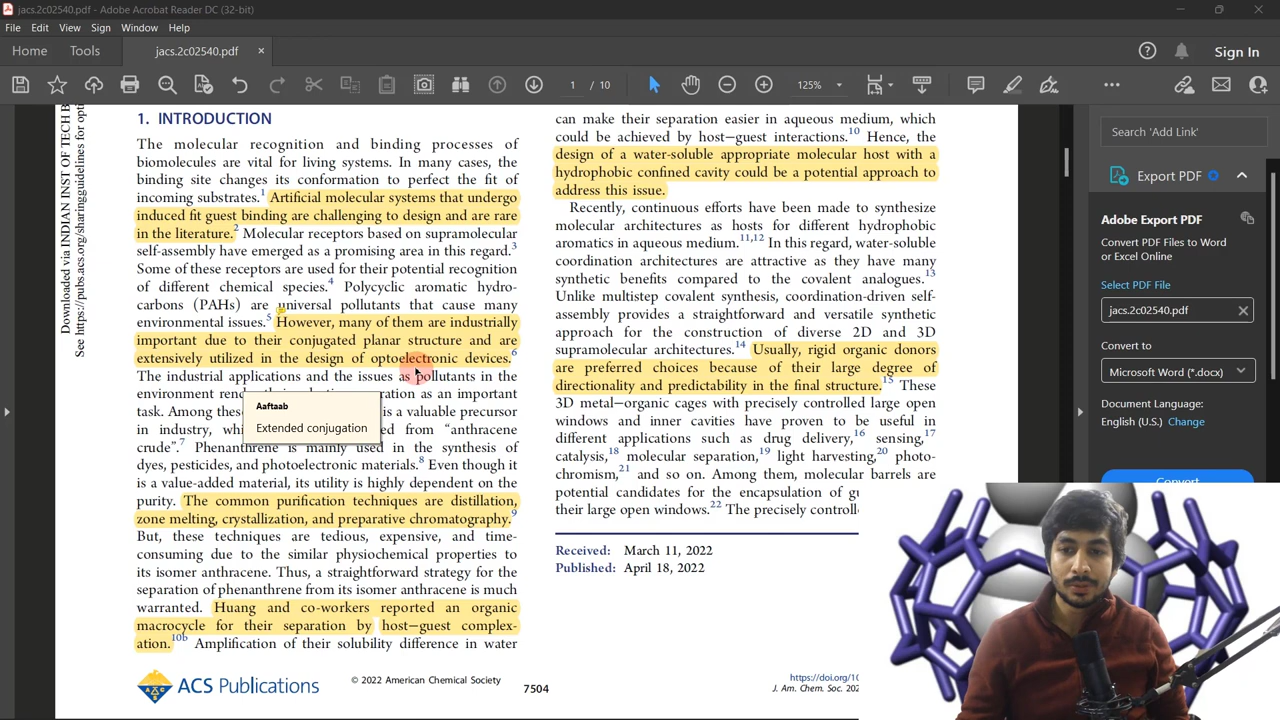 jacs.2c02540.pdf - Adobe Acrobat Reader DC (32-bit)
File Edit View Sign Window Help
Home Tools jacs.2c02540.pdf × Sign In
1 / 10 125%
1. INTRODUCTION
The molecular recognition and binding processes of
biomolecules are vital for living systems. In many cases, the
binding site changes its conformation to perfect the fit of
incoming substrates.1 Artificial molecular systems that undergo
induced fit guest binding are challenging to design and are rare
in the literature.2 Molecular receptors based on supramolecular
self-assembly have emerged as a promising area in this regard.3
Some of these receptors are used for their potential recognition
of different chemical species.4 Polycyclic aromatic hydro-
carbons (PAHs) are universal pollutants that cause many
environmental issues.5 However, many of them are industrially
important due to their conjugated planar structure and are
extensively utilized in the design of optoelectronic devices.6
The industrial applications and the issues as pollutants in the
environment rend
ration as an important
task. Among thes
is a valuable precursor
in industry, whi
ed from “anthracene
crude”.7 Phenanthrene is mainly used in the synthesis of
dyes, pesticides, and photoelectronic materials.8 Even though it
is a value-added material, its utility is highly dependent on the
purity. The common purification techniques are distillation,
zone melting, crystallization, and preparative chromatography.9
But, these techniques are tedious, expensive, and time-
consuming due to the similar physiochemical properties to
its isomer anthracene. Thus, a straightforward strategy for the
separation of phenanthrene from its isomer anthracene is much
warranted. Huang and co-workers reported an organic
macrocycle for their separation by host−guest complex-
ation.10b Amplification of their solubility difference in water
Aaftaab
Extended conjugation
can make their separation easier in aqueous medium, which
could be achieved by host−guest interactions.10 Hence, the
design of a water-soluble appropriate molecular host with a
hydrophobic confined cavity could be a potential approach to
address this issue.
Recently, continuous efforts have been made to synthesize
molecular architectures as hosts for different hydrophobic
aromatics in aqueous medium.11,12 In this regard, water-soluble
coordination architectures are attractive as they have many
synthetic benefits compared to the covalent analogues.13
Unlike multistep covalent synthesis, coordination-driven self-
assembly provides a straightforward and versatile synthetic
approach for the construction of diverse 2D and 3D
supramolecular architectures.14 Usually, rigid organic donors
are preferred choices because of their large degree of
directionality and predictability in the final structure.15 These
3D metal−organic cages with precisely controlled large open
windows and inner cavities have proven to be useful in
different applications such as drug delivery,16 sensing,17
catalysis,18 molecular separation,19 light harvesting,20 photo-
chromism,21 and so on. Among them, molecular barrels are
potential candidates for the encapsulation of gu
their large open windows.22 The precisely controll
Received: March 11, 2022
Published: April 18, 2022
Downloaded via INDIAN INST OF TECH B
See https://pubs.acs.org/sharingguidelines for opti
ACS Publications
© 2022 American Chemical Society
7504
https://doi.org/10
J. Am. Chem. Soc. 202
Search 'Add Link'
Export PDF
Adobe Export PDF
Convert PDF Files to Word
or Excel Online
Select PDF File
jacs.2c02540.pdf
Convert to
Microsoft Word (*.docx)
Document Language:
English (U.S.) Change
Convert